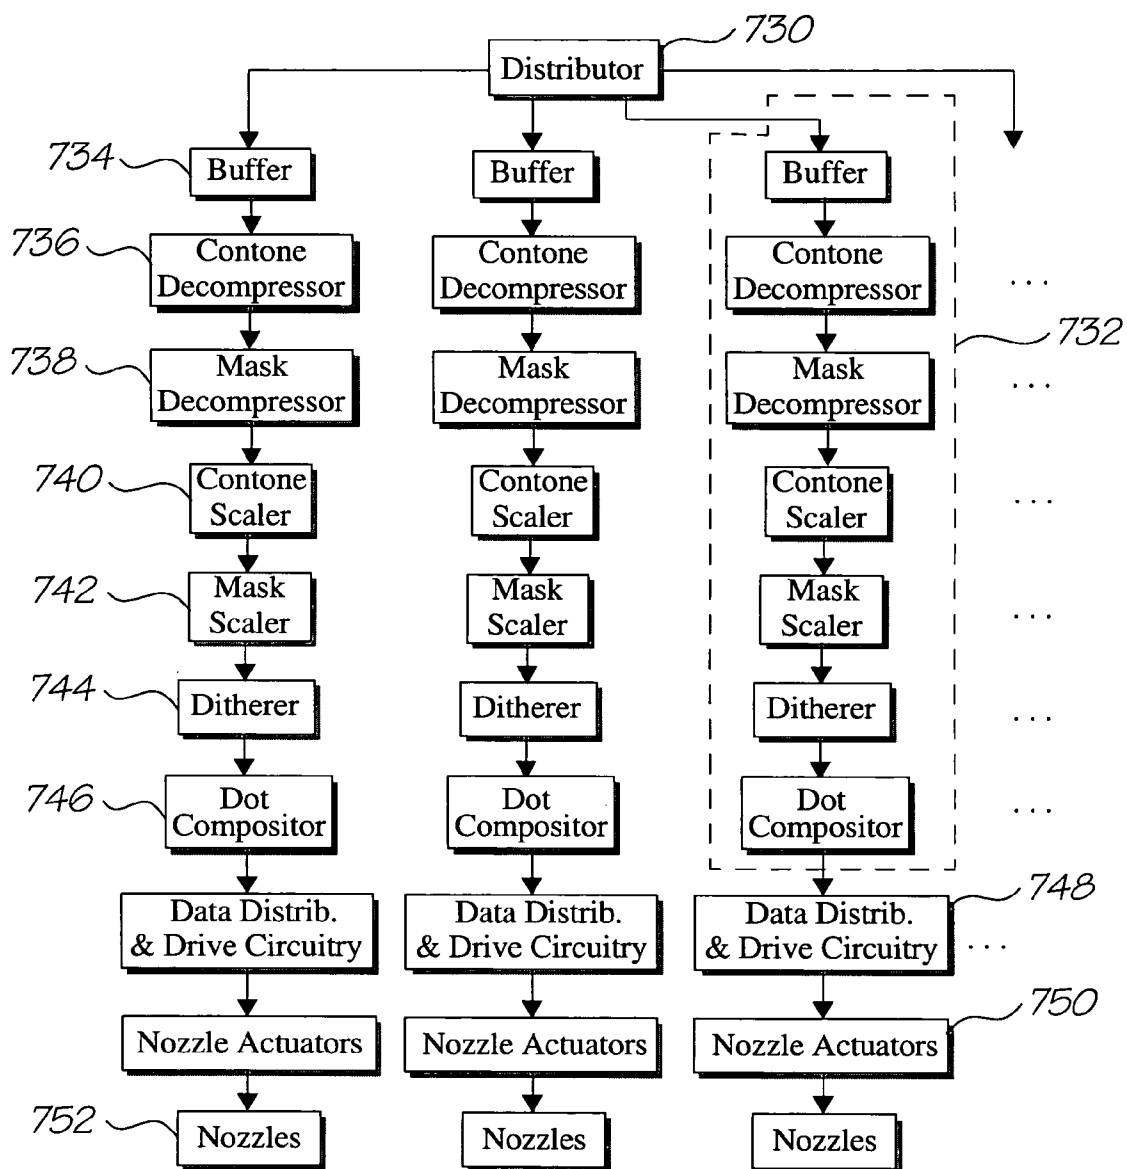 730
Distributor
734
Buffer
Buffer
Buffer
736
Contone
Decompressor
Contone
Decompressor
Contone
Decompressor
...
732
738
Mask
Decompressor
Mask
Decompressor
Mask
Decompressor
...
740
Contone
Scaler
Contone
Scaler
Contone
Scaler
...
742
Mask
Scaler
Mask
Scaler
Mask
Scaler
...
744
Ditherer
Ditherer
Ditherer
...
746
Dot
Compositor
Dot
Compositor
Dot
Compositor
...
748
Data Distrib.
& Drive Circuitry
Data Distrib.
& Drive Circuitry
Data Distrib.
& Drive Circuitry
...
750
Nozzle Actuators
Nozzle Actuators
Nozzle Actuators
752
Nozzles
Nozzles
Nozzles